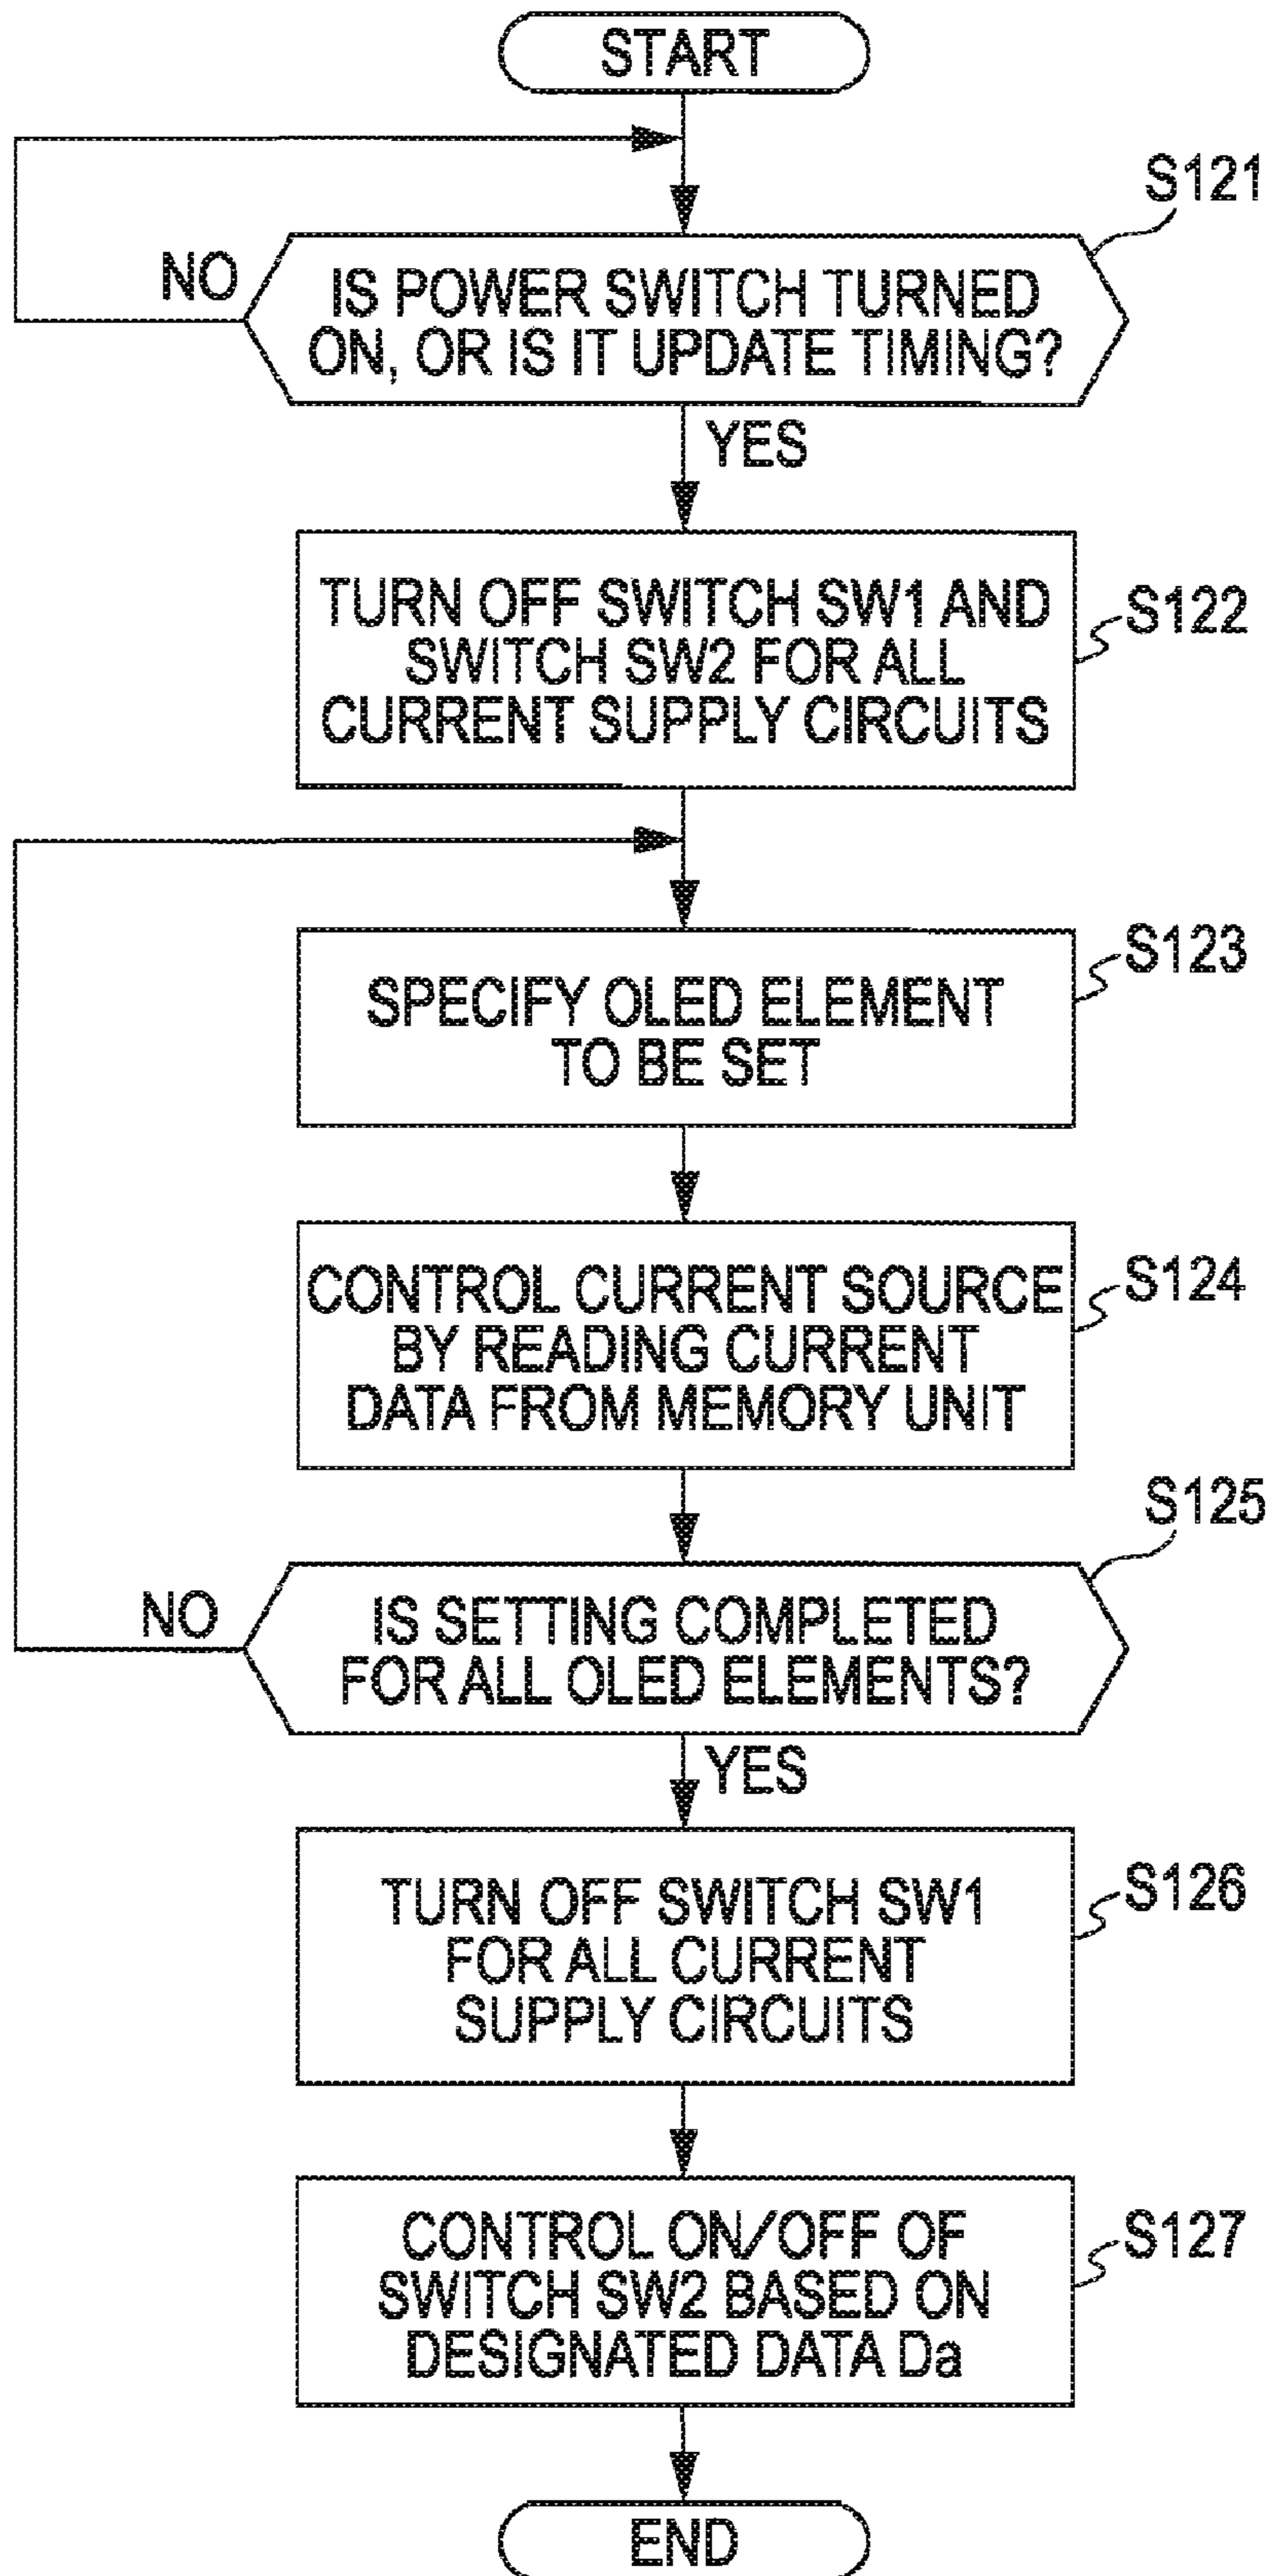 START
S121
NO
IS POWER SWITCH TURNED
ON, OR IS IT UPDATE TIMING?
YES
TURN OFF SWITCH SW1 AND
SWITCH SW2 FOR ALL
CURRENT SUPPLY CIRCUITS
S122
SPECIFY OLED ELEMENT
TO BE SET
S123
CONTROL CURRENT SOURCE
BY READING CURRENT
DATA FROM MEMORY UNIT
S124
S125
NO
IS SETTING COMPLETED
FOR ALL OLED ELEMENTS?
YES
TURN OFF SWITCH SW1
FOR ALL CURRENT
SUPPLY CIRCUITS
S126
CONTROL ON/OFF OF
SWITCH SW2 BASED ON
DESIGNATED DATA Da
S127
END